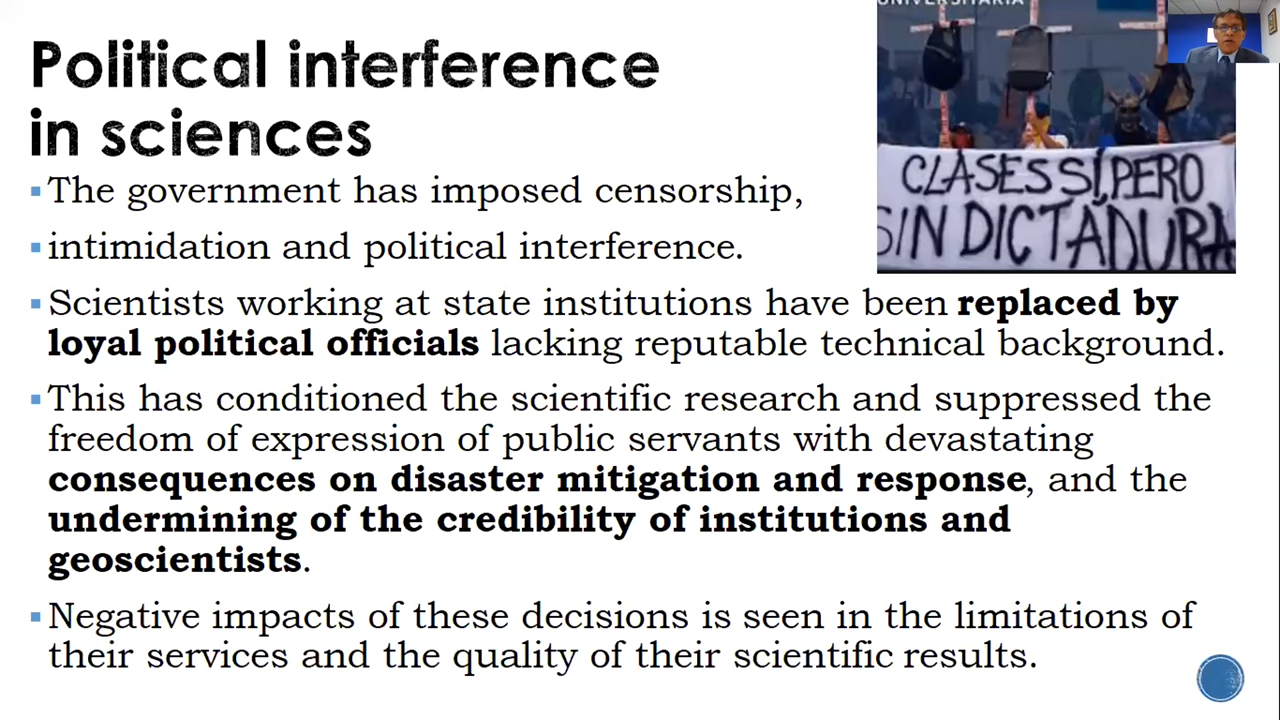 Political interference
in sciences
UNIVERSITARIA
CLASES SÍ, PERO
SIN DICTADURA
The government has imposed censorship,
intimidation and political interference.
Scientists working at state institutions have been replaced by
loyal political officials lacking reputable technical background.
This has conditioned the scientific research and suppressed the
freedom of expression of public servants with devastating
consequences on disaster mitigation and response, and the
undermining of the credibility of institutions and
geoscientists.
Negative impacts of these decisions is seen in the limitations of
their services and the quality of their scientific results.